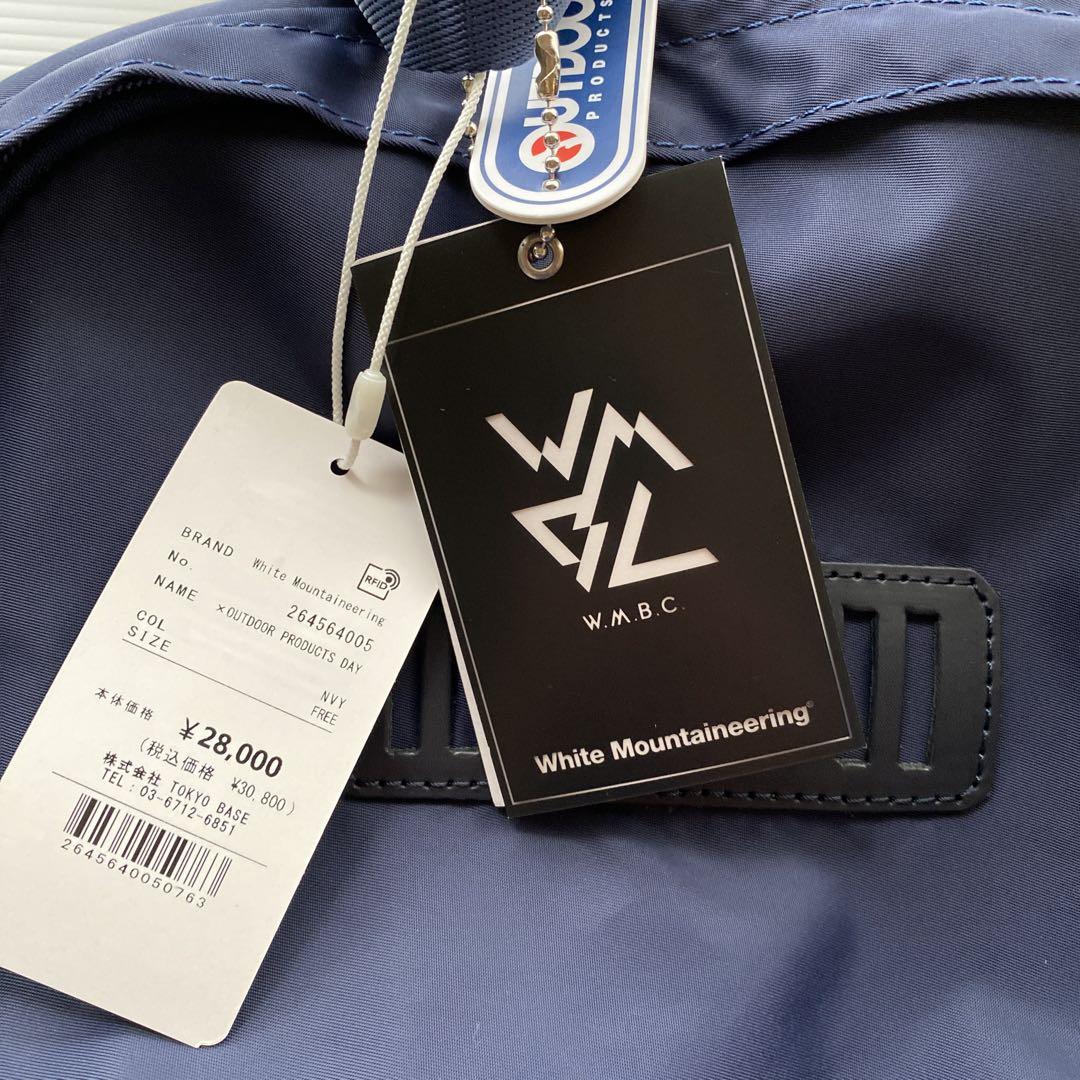 OUTDOO
PRODUCTS
W.M.B.C.
White Mountaineering®
BRAND White Mountaineering
RFID
No. 264564005
NAME ×OUTDOOR PRODUCTS DAY
COL NVY
SIZE FREE
本体価格 ¥28,000
(税込価格 ¥30,800)
株式会社 TOKYO BASE
TEL:03-6712-6851
2645640050763